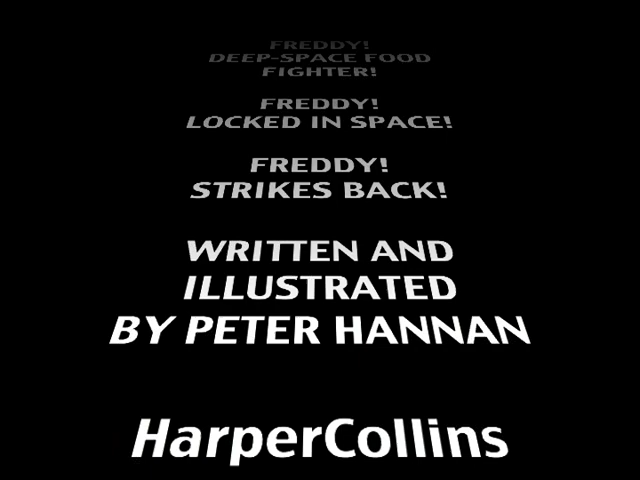 FREDDY!
DEEP-SPACE FOOD
FIGHTER!
FREDDY!
LOCKED IN SPACE!
FREDDY!
STRIKES BACK!
WRITTEN AND
ILLUSTRATED
BY PETER HANNAN
HarperCollins